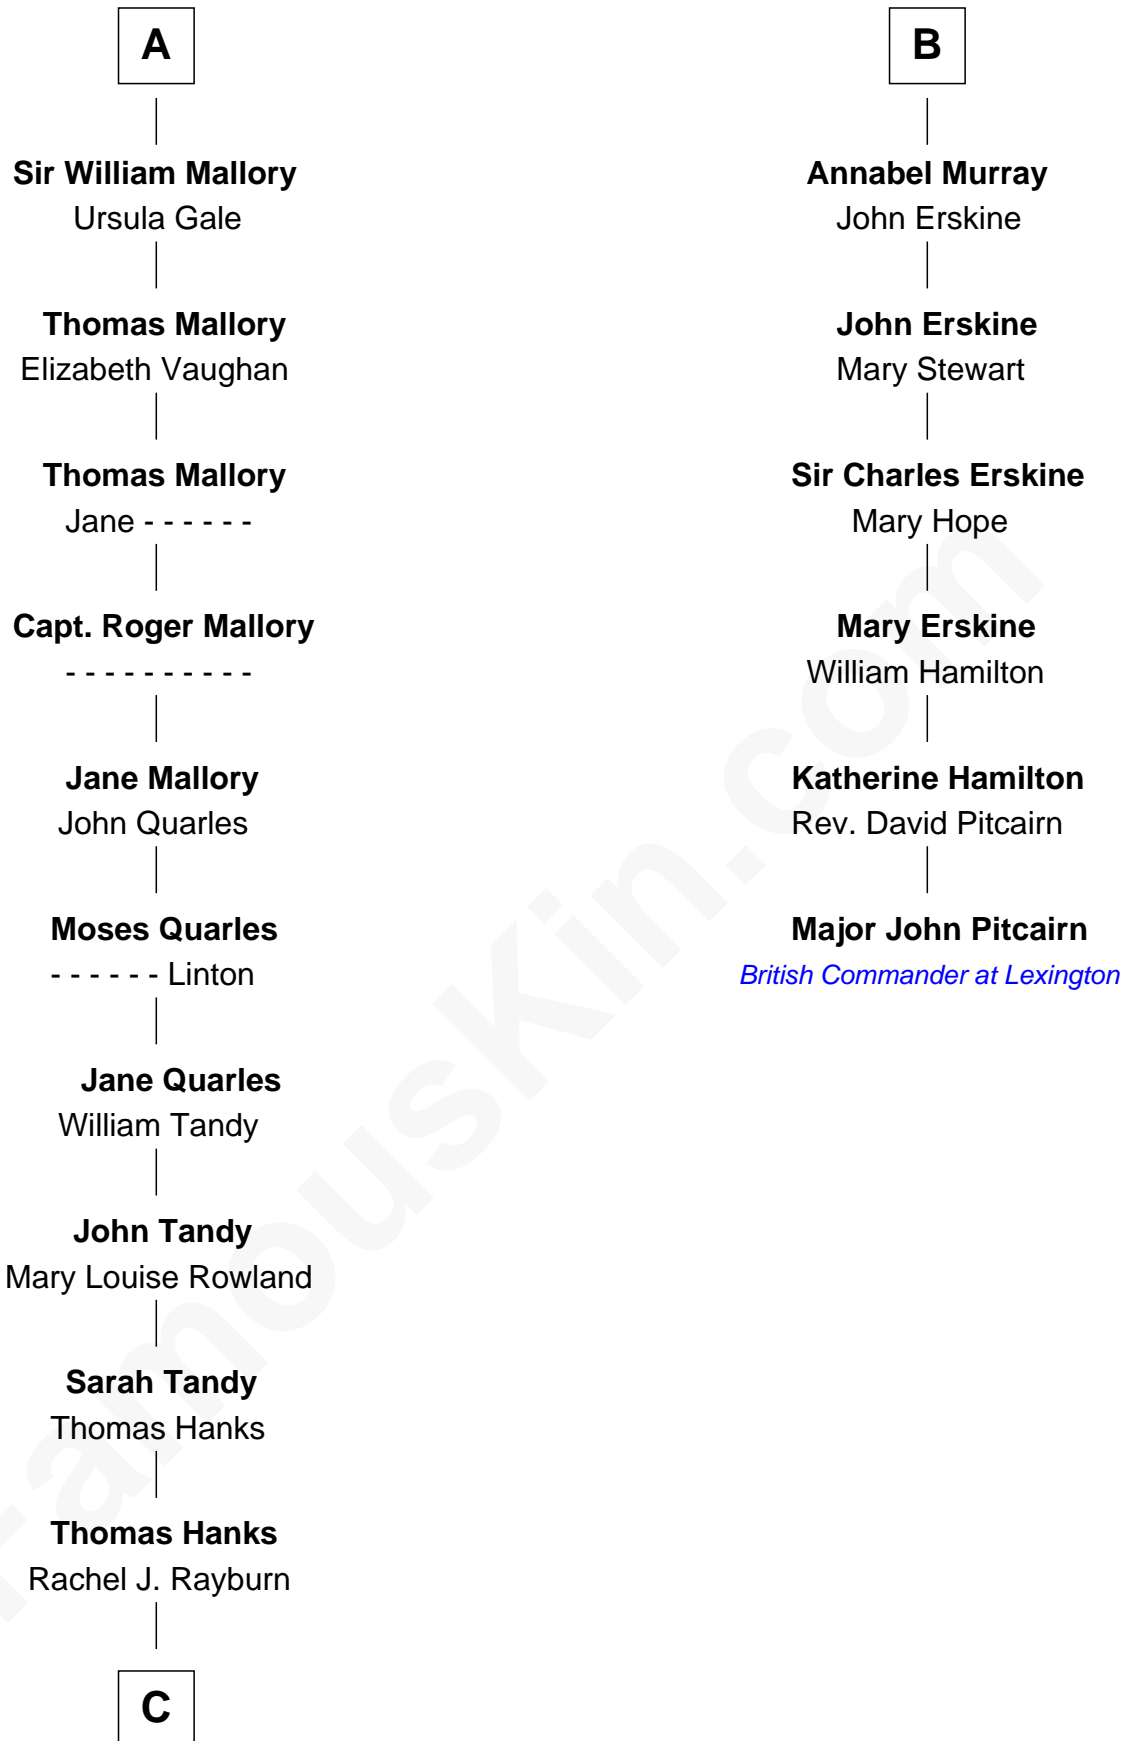 A
Sir William Mallory
Ursula Gale
Thomas Mallory
Elizabeth Vaughan
Thomas Mallory
Jane - - - - - -
Capt. Roger Mallory
- - - - - - - - - -
Jane Mallory
John Quarles
Moses Quarles
- - - - - - Linton
Jane Quarles
William Tandy
John Tandy
Mary Louise Rowland
Sarah Tandy
Thomas Hanks
Thomas Hanks
Rachel J. Rayburn
C
B
Annabel Murray
John Erskine
John Erskine
Mary Stewart
Sir Charles Erskine
Mary Hope
Mary Erskine
William Hamilton
Katherine Hamilton
Rev. David Pitcairn
Major John Pitcairn
British Commander at Lexington
FamousKin.com